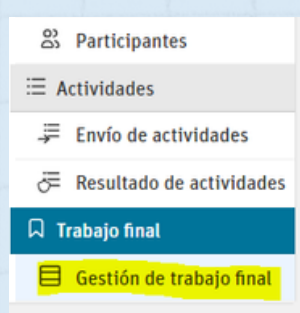 Participantes
Actividades
Envío de actividades
Resultado de actividades
Trabajo final
Gestión de trabajo final